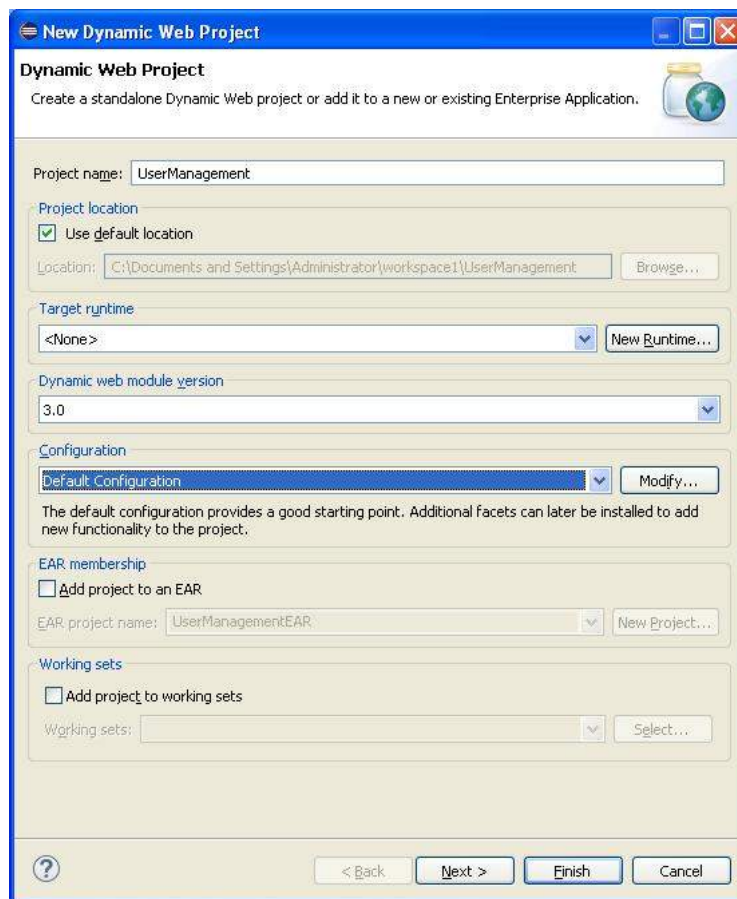 New Dynamic Web Project
Dynamic Web Project
Create a standalone Dynamic Web project or add it to a new or existing Enterprise Application.
Project name: UserManagement
Project location
Use default location
Location: C:\Documents and Settings\Administrator\workspace1\UserManagement Browse...
Target runtime
<None> New Runtime...
Dynamic web module version
3.0
Configuration
Default Configuration Modify...
The default configuration provides a good starting point. Additional facets can later be installed to add
new functionality to the project.
EAR membership
Add project to an EAR
EAR project name: UserManagementEAR New Project...
Working sets
Add project to working sets
Working sets: Select...
? < Back Next > Finish Cancel